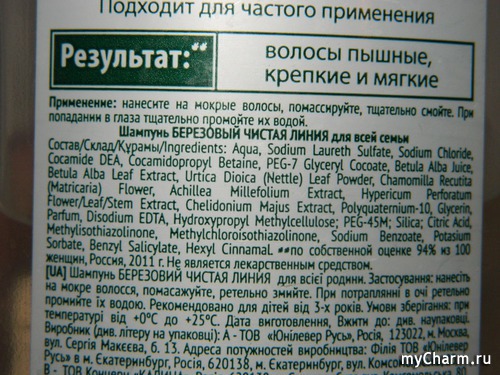 Подходит для частого применения
Результат:**
волосы пышные,
крепкие и мягкие
Применение: нанесите на мокрые волосы, помассируйте, тщательно смойте. При
попадании в глаза тщательно промойте их водой.
Шампунь БЕРЕЗОВЫЙ ЧИСТАЯ ЛИНИЯ для всей семьи
Состав/Склад/Құрамы/Ingredients: Aqua, Sodium Laureth Sulfate, Sodium Chloride,
Cocamide DEA, Cocamidopropyl Betaine, PEG-7 Glyceryl Cocoate, Betula Alba Juice,
Betula Alba Leaf Extract, Urtica Dioica (Nettle) Leaf Powder, Chamomilla Recutita
(Matricaria) Flower, Achillea Millefolium Extract, Hypericum Perforatum
Flower/Leaf/Stem Extract, Chelidonium Majus Extract, Polyquaternium-10, Glycerin,
Parfum, Disodium EDTA, Hydroxypropyl Methylcellulose; PEG-45M; Silica; Citric Acid,
Methylisothiazolinone, Methylchloroisothiazolinone, Sodium Benzoate, Potassium
Sorbate, Benzyl Salicylate, Hexyl Cinnamal. **по собственной оценке 94% из 100
женщин, Россия, 2011 г. Не является лекарственным средством.
[UA] Шампунь БЕРЕЗОВИЙ ЧИСТАЯ ЛИНИЯ для всієї родини. Застосування: нанесіть
на мокре волосся, помасажуйте, ретельно змийте. При потраплянні в очі ретельно
промийте їх водою. Рекомендовано для дітей від 3-х років. Умови зберігання: при
температурі від +0°C до +25°C. Дата виготовлення, Вжити до: див. на упаковці.
Виробник (див. літеру на упаковці): А - ТОВ «Юнілевер Русь», Росія, 123022, м. Москва,
вул. Сергія Макеєва, б. 13. Адреса потужностей виробництва: Філія ТОВ «Юнілевер
Русь» в м. Екатеринбург, Росія, 620138, м. Екатеринбург,
В - ТОВ Концерн «КАЛИНА»
myCharm.ru